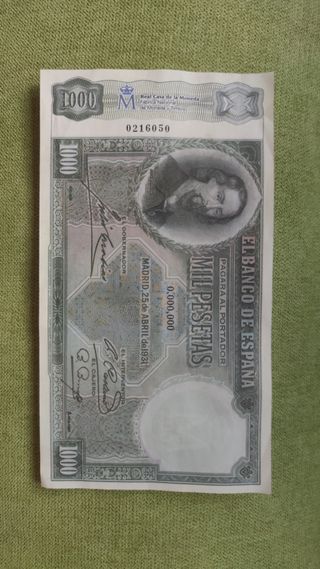 1000
Real Casa de la Moneda
Fábrica Nacional
de Moneda y Timbre
0216050
1000
EL BANCO DE ESPAÑA
PAGARÁ AL PORTADOR
MIL PESETAS
0,000,000
MADRID, 25 de ABRIL de 1931
EL GOBERNADOR
EL INTERVENTOR
EL CAJERO
1000